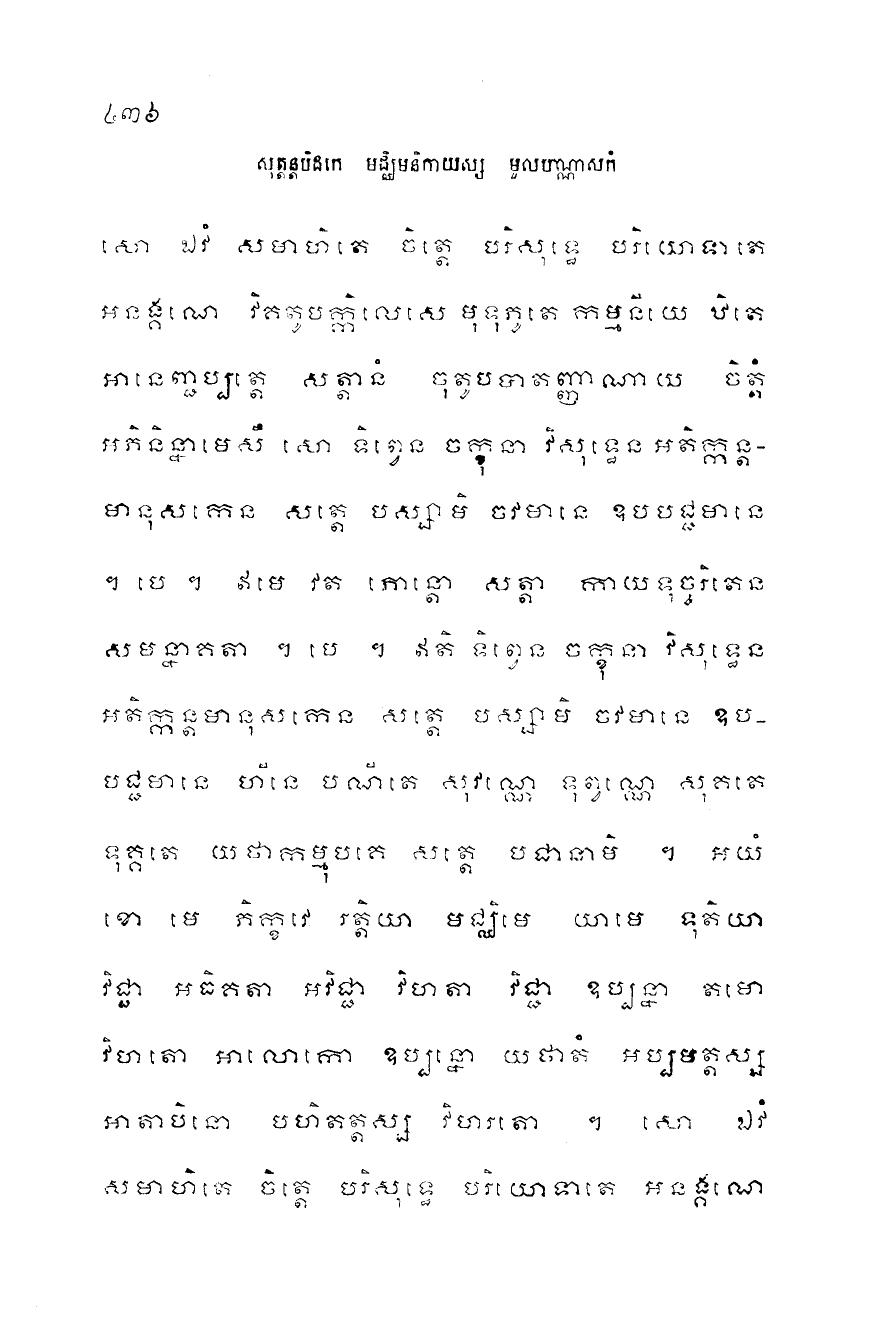 ៤៣៦
សុត្តន្តបិដកេ មជ្ឈិមនិកាយស្ស មូលបណ្ណាសកំ
សោ ឯវំ សមាហិតេ ចិត្តេ បរិសុទ្ធេ បរិយោទាតេ
អនង្គណេ វិគតូបក្កិលេសេ មុទុភូតេ កម្មនីយេ ឋិតេ
អានេញ្ជប្បត្តេ សត្តានំ ចុតូបបាតញ្ញាណាយ ចិត្តំ
អភិនិន្នាមេសឹ សោ ទិព្វេន ចក្ខុនា វិសុទ្ធេន អតិក្កន្ត-
មានុសកេន សត្តេ បស្សាមិ ចវមានេ ឧបបជ្ជមានេ
។ បេ ។ ឥមេ វត ភោន្តោ សត្តា កាយទុច្ចរិតេន
សមន្នាគតា ។ បេ ។ ឥតិ ទិព្វេន ចក្ខុនា វិសុទ្ធេន
អតិក្កន្តមានុសកេន សត្តេ បស្សាមិ ចវមានេ ឧប-
បជ្ជមានេ ហីនេ បណីតេ សុវណ្ណេ ទុព្វណ្ណេ សុគតេ
ទុគ្គតេ យថាកម្មុបគេ សត្តេ បជានាមិ ។ អយំ
ខោ មេ ភិក្ខវេ រត្តិយា មជ្ឈិមេ យាមេ ទុតិយា
វិជ្ជា អធិគតា អវិជ្ជា វិហតា វិជ្ជា ឧប្បន្នា តមោ
វិហតោ អាលោកោ ឧប្បន្នោ យថាតំ អប្បមត្តស្ស
អាតាបិនោ បហិតត្តស្ស វិហរតោ ។ សោ ឯវំ
សមាហិតេ ចិត្តេ បរិសុទ្ធេ បរិយោទាតេ អនង្គណេ